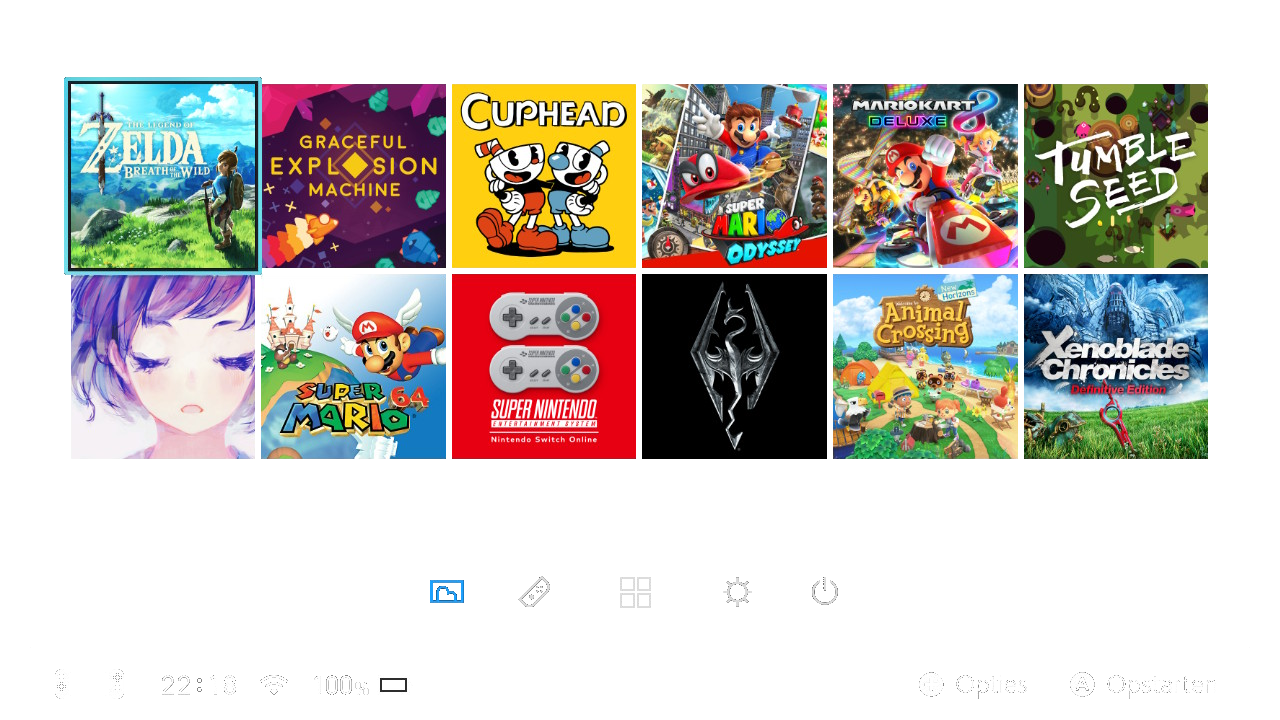 THE LEGEND OF
ZELDA
BREATH OF THE WILD
GRACEFUL
EXPLOSION
MACHINE
CUPHEAD
SUPER
MARIO
ODYSSEY
MARIOKART 8
DELUXE
TUMBLE
SEED
SUPER
MARIO 64
SUPER NINTENDO
ENTERTAINMENT SYSTEM
Nintendo Switch Online
New
Horizons
Animal
Crossing
Xenoblade
Chronicles
Definitive Edition
22:18 100%
Opties A Opstarten